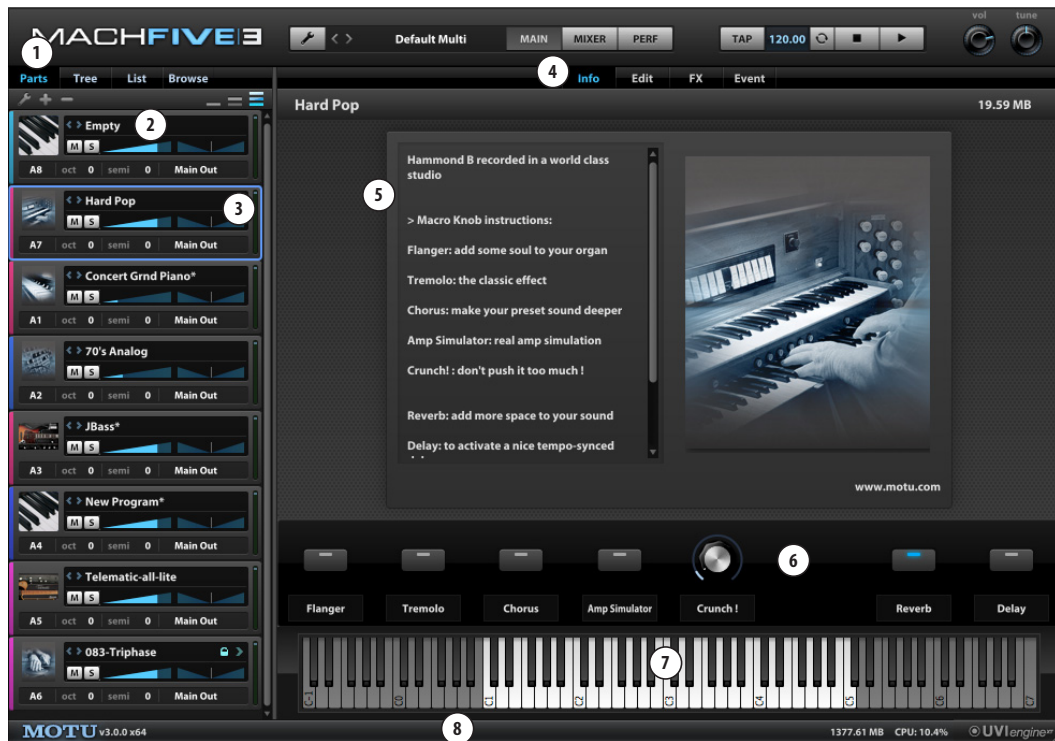 MACHFIVE 3
Default Multi
MAIN MIXER PERF
TAP 120.00
vol tune
1
Parts Tree List Browse
4
Info Edit FX Event
Hard Pop 19.59 MB
Empty
2
M S
A8 oct 0 semi 0 Main Out
Hard Pop
3
M S
A7 oct 0 semi 0 Main Out
Concert Grnd Piano*
M S
A1 oct 0 semi 0 Main Out
70's Analog
M S
A2 oct 0 semi 0 Main Out
JBass*
M S
A3 oct 0 semi 0 Main Out
New Program*
M S
A4 oct 0 semi 0 Main Out
Telematic-all-lite
M S
A5 oct 0 semi 0 Main Out
083-Triphase
M S
A6 oct 0 semi 0 Main Out
5
Hammond B recorded in a world class
studio
> Macro Knob instructions:
Flanger: add some soul to your organ
Tremolo: the classic effect
Chorus: make your preset sound deeper
Amp Simulator: real amp simulation
Crunch! : don't push it too much !
Reverb: add more space to your sound
Delay: to activate a nice tempo-synced
www.motu.com
6
Flanger Tremolo Chorus Amp Simulator Crunch ! Reverb Delay
7
C-1 C0 C1 C2 C3 C4 C5 C6 C7
MOTU v3.0.0 x64
8
1377.61 MB CPU: 10.4% UVIengine